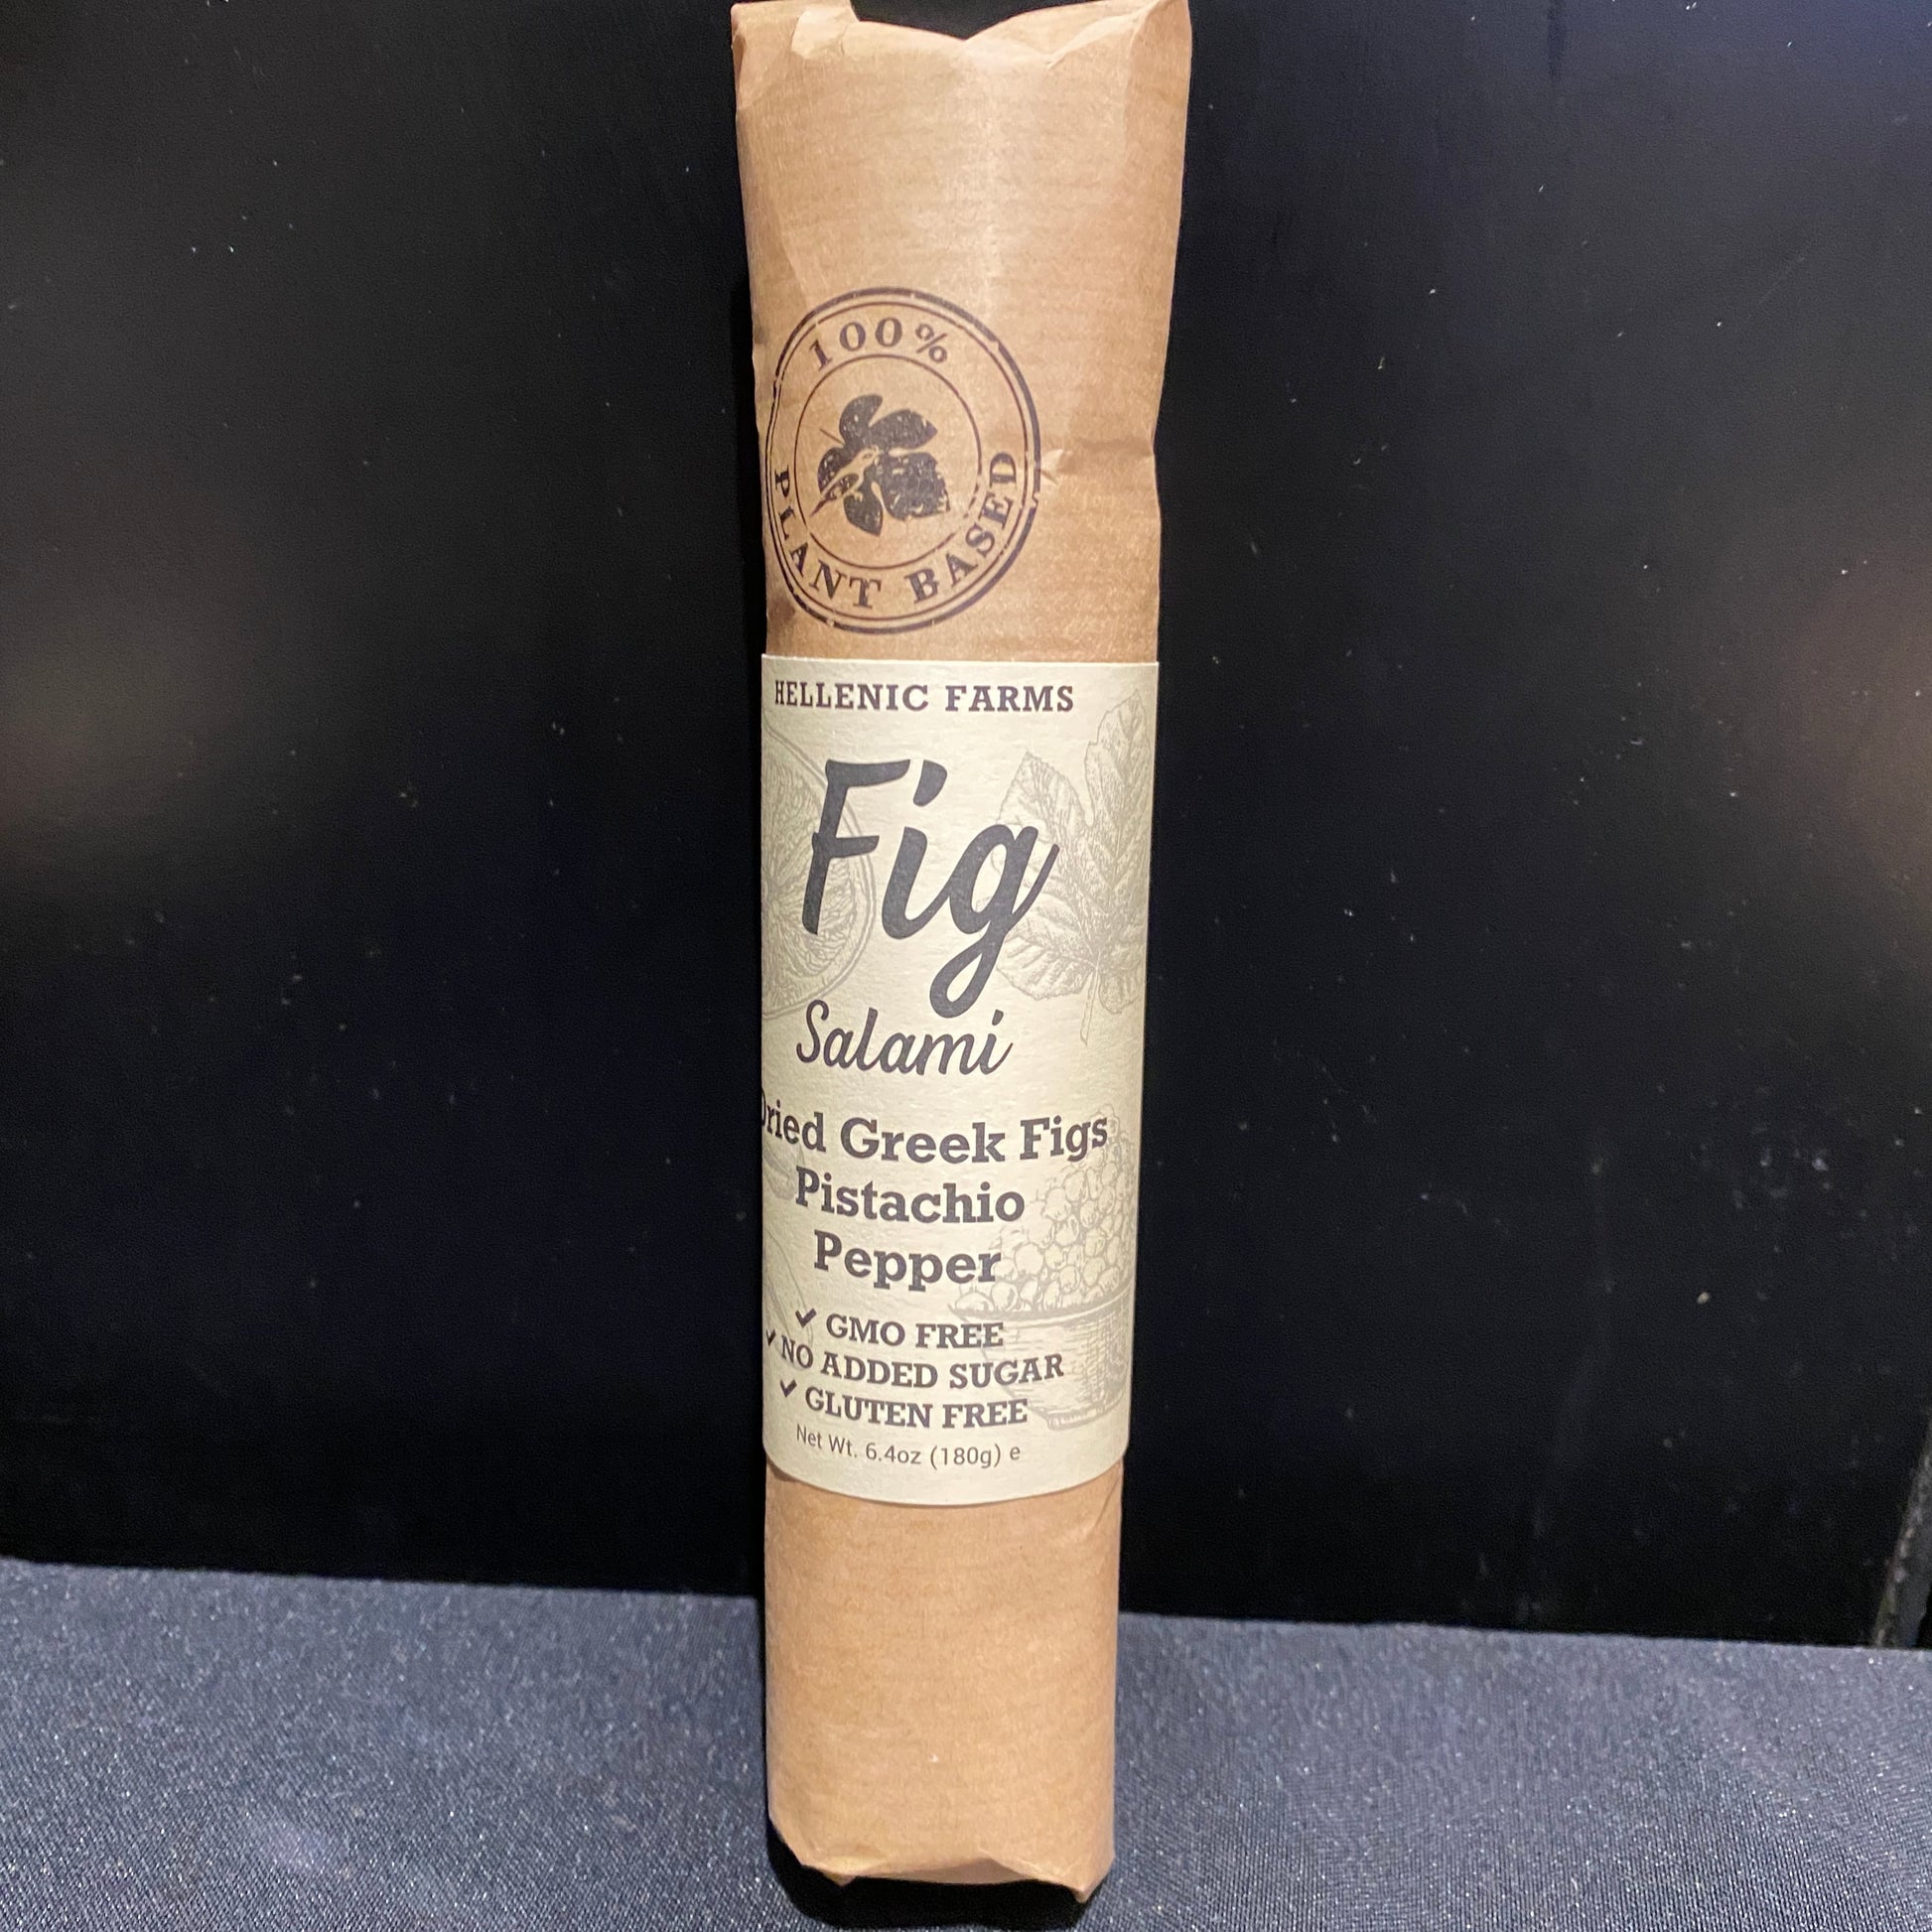 100%
PLANT BASED
HELLENIC FARMS
Fig
Salami
Dried Greek Figs
Pistachio
Pepper
✓ GMO FREE
✓ NO ADDED SUGAR
✓ GLUTEN FREE
Net Wt. 6.4oz (180g) e